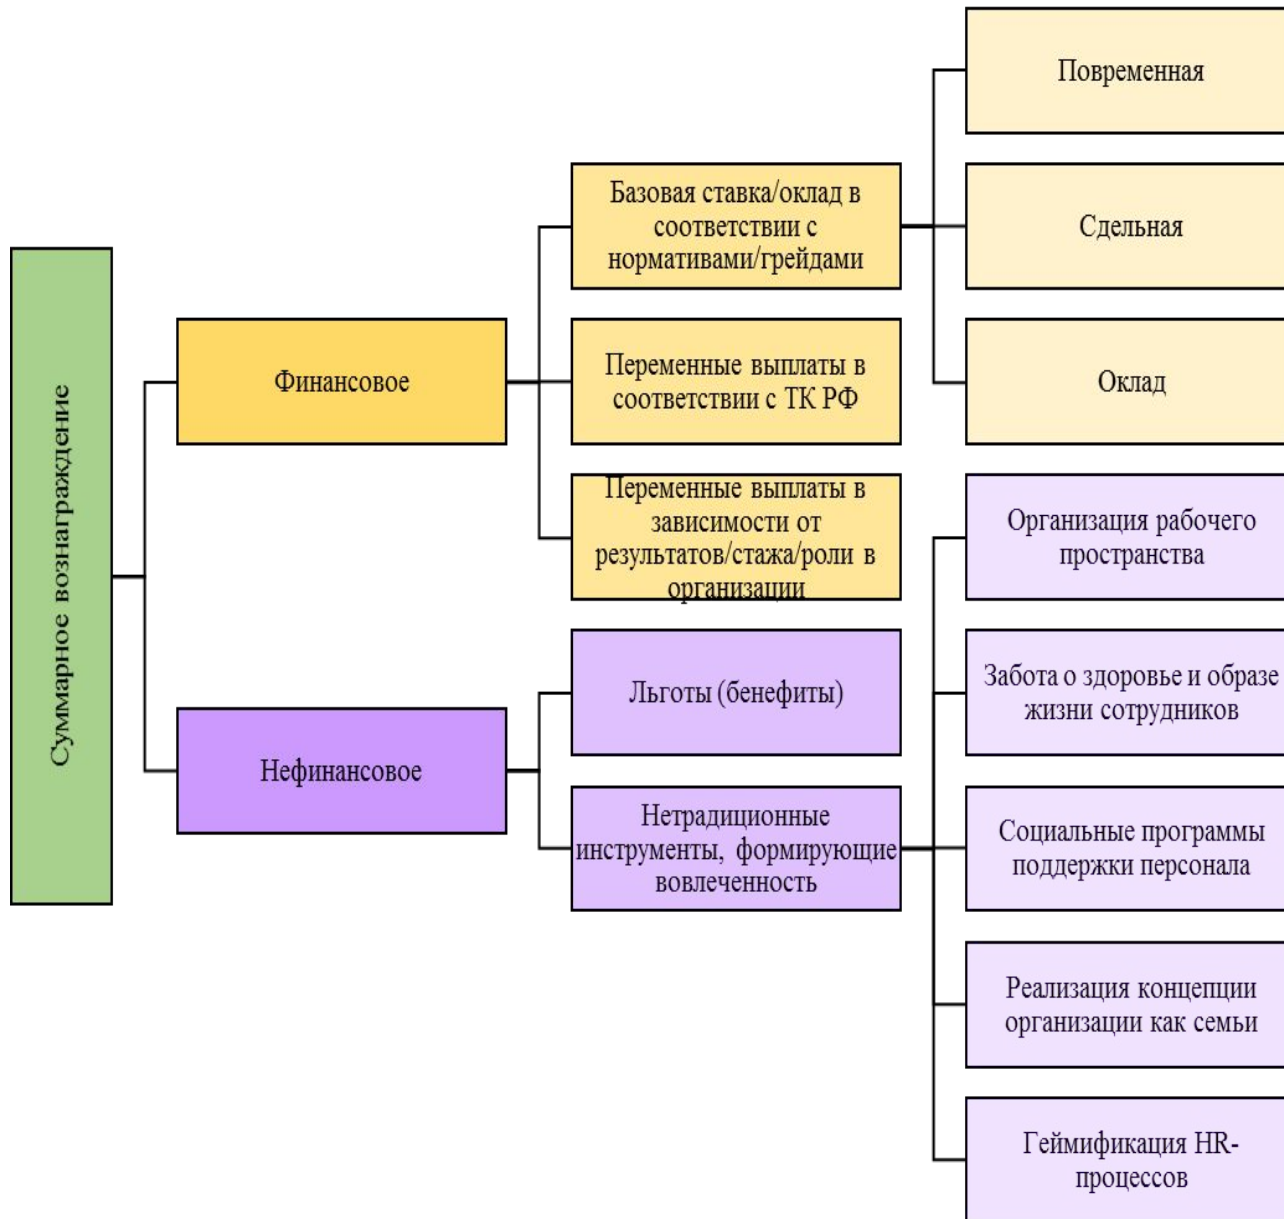 Суммарное вознаграждение
Финансовое
Нефинансовое
Базовая ставка/оклад в
соответствии с
нормативами/грейдами
Переменные выплаты в
соответствии с ТК РФ
Переменные выплаты в
зависимости от
результатов/стажа/роли в
организации
Льготы (бенефиты)
Нетрадиционные
инструменты, формирующие
вовлеченность
Повременная
Сдельная
Оклад
Организация рабочего
пространства
Забота о здоровье и образе
жизни сотрудников
Социальные программы
поддержки персонала
Реализация концепции
организации как семьи
Геймификация HR-
процессов